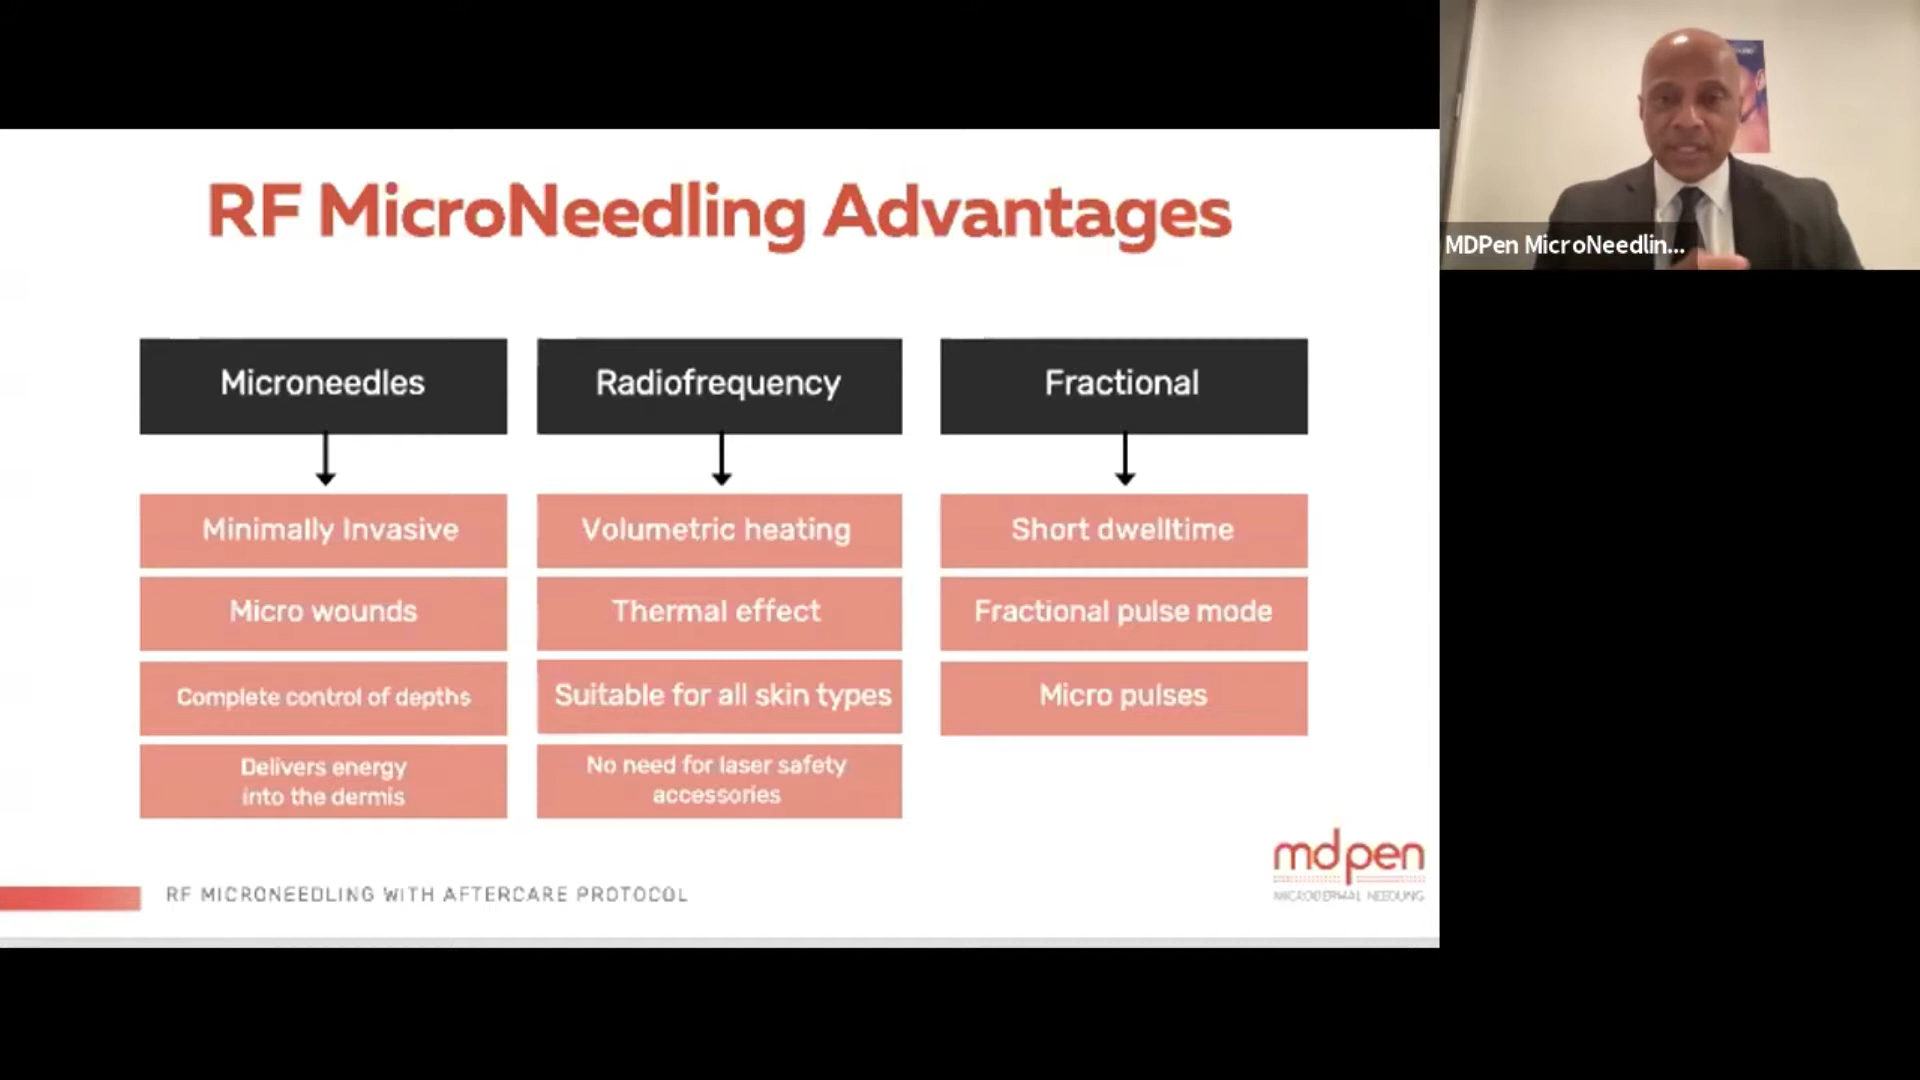 RF MicroNeedling Advantages
Microneedles
Radiofrequency
Fractional
Minimally Invasive
Volumetric heating
Short dwelltime
Micro wounds
Thermal effect
Fractional pulse mode
Complete control of depths
Suitable for all skin types
Micro pulses
Delivers energy
into the dermis
No need for laser safety
accessories
RF MICRONEEDLING WITH AFTERCARE PROTOCOL
mdpen
MICRODERMAL NEEDLING
MDPen MicroNeedlin...